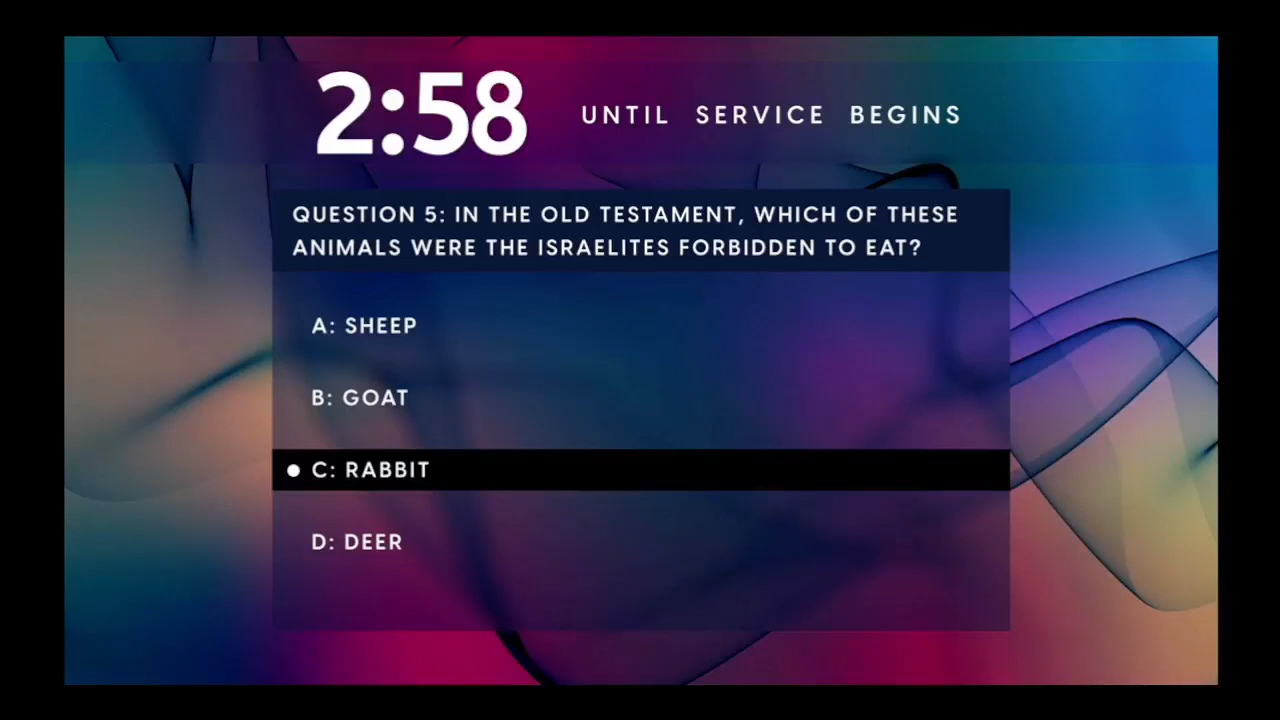 2:58 UNTIL SERVICE BEGINS
QUESTION 5: IN THE OLD TESTAMENT, WHICH OF THESE
ANIMALS WERE THE ISRAELITES FORBIDDEN TO EAT?
A: SHEEP
B: GOAT
C: RABBIT
D: DEER